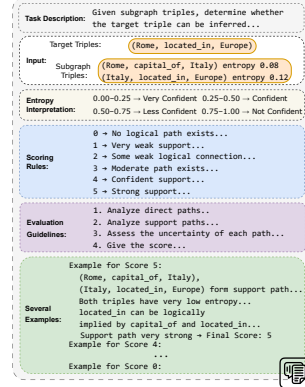 Task Description:
Given subgraph triples, determine whether
the target triple can be inferred...
Input:
Target Triples:
(Rome, located_in, Europe)
Subgraph Triples:
(Rome, capital_of, Italy) entropy 0.08
(Italy, located_in, Europe) entropy 0.12
Entropy Interpretation:
0.00–0.25 → Very Confident 0.25–0.50 → Confident
0.50–0.75 → Less Confident 0.75–1.00 → Not Confident
Scoring Rules:
0 → No logical path exists...
1 → Very weak support...
2 → Some weak logical connection...
3 → Moderate path exists...
4 → Confident support...
5 → Strong support...
Evaluation Guidelines:
1. Analyze direct paths..
2. Analyze support paths...
3. Assess the uncertainty of each path...
4. Give the score...
Several Examples:
Example for Score 5:
(Rome, capital_of, Italy),
(Italy, located_in, Europe) form support path...
Both triples have very low entropy...
located_in can be logically
implied by capital_of and located_in...
Support path very strong → Final Score: 5
Example for Score 4:
...
Example for Score 0: